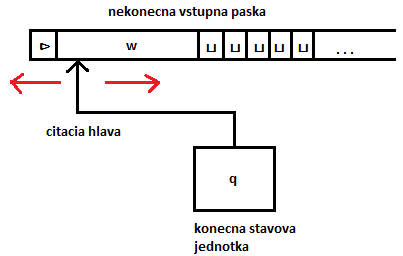 nekonecna vstupna paska
⊳ w ⊔ ⊔ ⊔ ⊔ ⊔ ...
citacia hlava
q
konecna stavova
jednotka